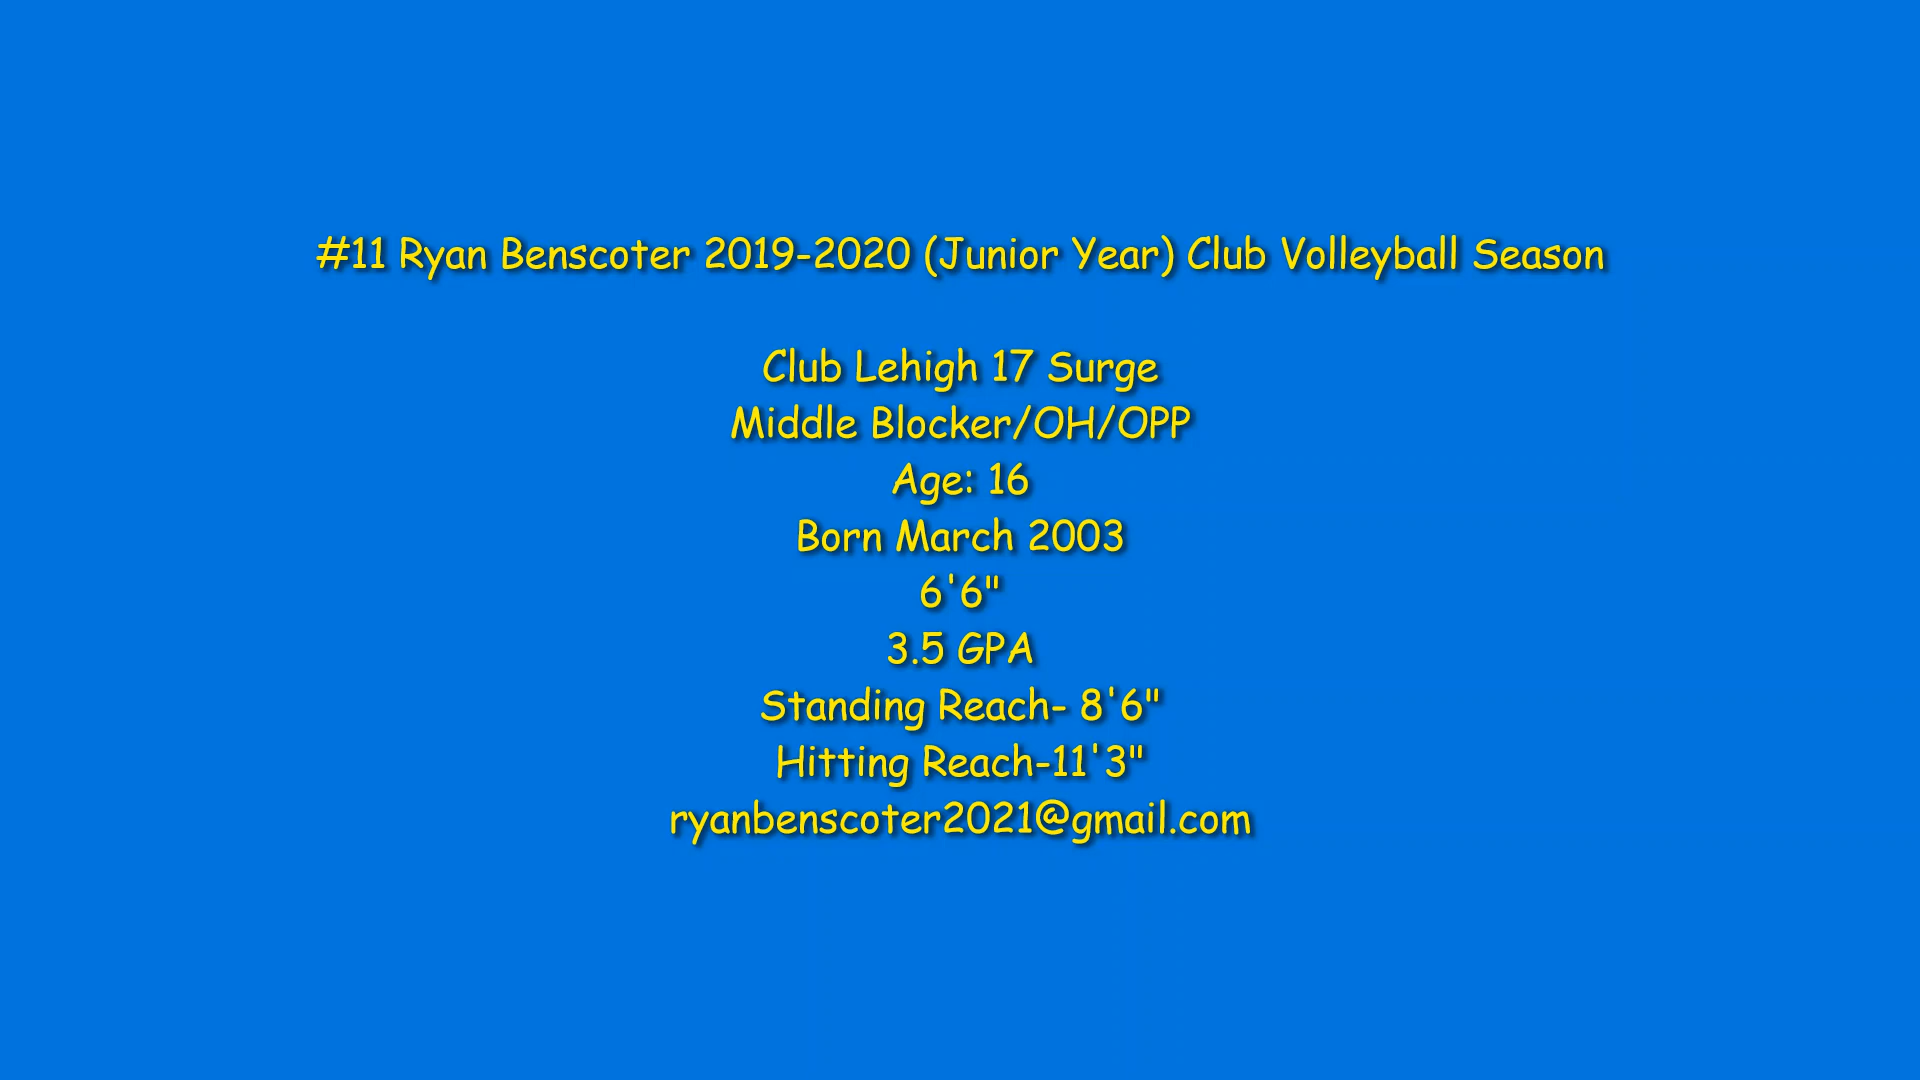 #11 Ryan Benscoter 2019-2020 (Junior Year) Club Volleyball Season
Club Lehigh 17 Surge
Middle Blocker/OH/OPP
Age: 16
Born March 2003
6'6"
3.5 GPA
Standing Reach- 8'6"
Hitting Reach-11'3"
ryanbenscoter2021@gmail.com